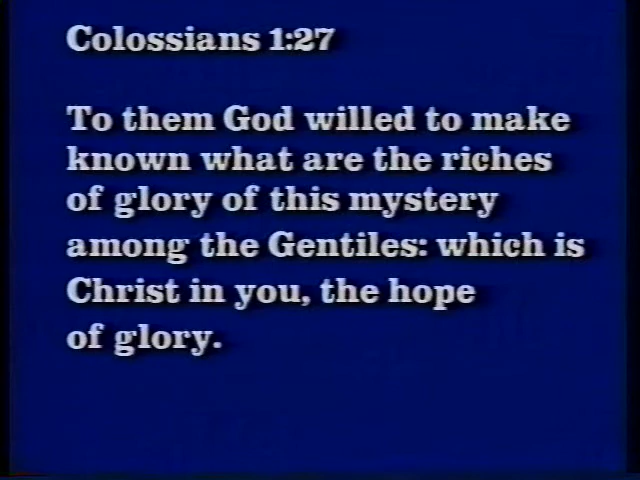 Colossians 1:27
To them God willed to make
known what are the riches
of glory of this mystery
among the Gentiles: which is
Christ in you, the hope
of glory.